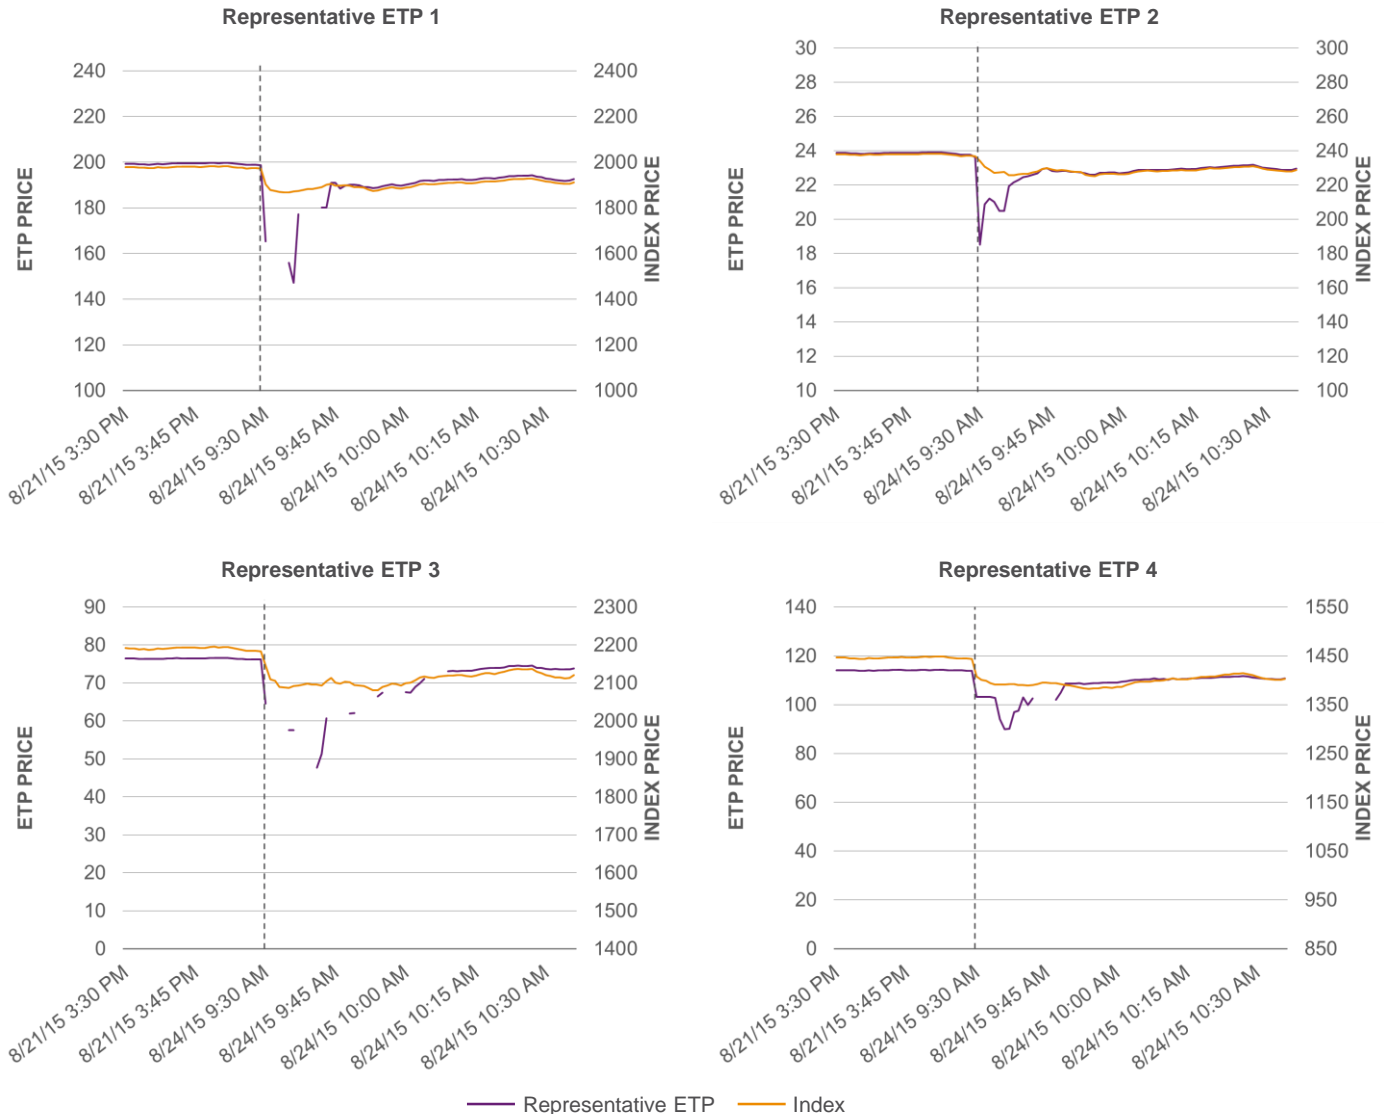 Representative ETP 1
240
220
200
180
160
140
120
100
ETP PRICE
2400
2200
2000
1800
1600
1400
1200
1000
INDEX PRICE
8/21/15 3:30 PM
8/21/15 3:45 PM
8/24/15 9:30 AM
8/24/15 9:45 AM
8/24/15 10:00 AM
8/24/15 10:15 AM
8/24/15 10:30 AM
Representative ETP 2
30
28
26
24
22
20
18
16
14
12
10
ETP PRICE
300
280
260
240
220
200
180
160
140
120
100
INDEX PRICE
8/21/15 3:30 PM
8/21/15 3:45 PM
8/24/15 9:30 AM
8/24/15 9:45 AM
8/24/15 10:00 AM
8/24/15 10:15 AM
8/24/15 10:30 AM
Representative ETP 3
90
80
70
60
50
40
30
20
10
0
ETP PRICE
2300
2200
2100
2000
1900
1800
1700
1600
1500
1400
INDEX PRICE
8/21/15 3:30 PM
8/21/15 3:45 PM
8/24/15 9:30 AM
8/24/15 9:45 AM
8/24/15 10:00 AM
8/24/15 10:15 AM
8/24/15 10:30 AM
Representative ETP 4
140
120
100
80
60
40
20
0
ETP PRICE
1550
1450
1350
1250
1150
1050
950
850
INDEX PRICE
8/21/15 3:30 PM
8/21/15 3:45 PM
8/24/15 9:30 AM
8/24/15 9:45 AM
8/24/15 10:00 AM
8/24/15 10:15 AM
8/24/15 10:30 AM
Representative ETP
Index